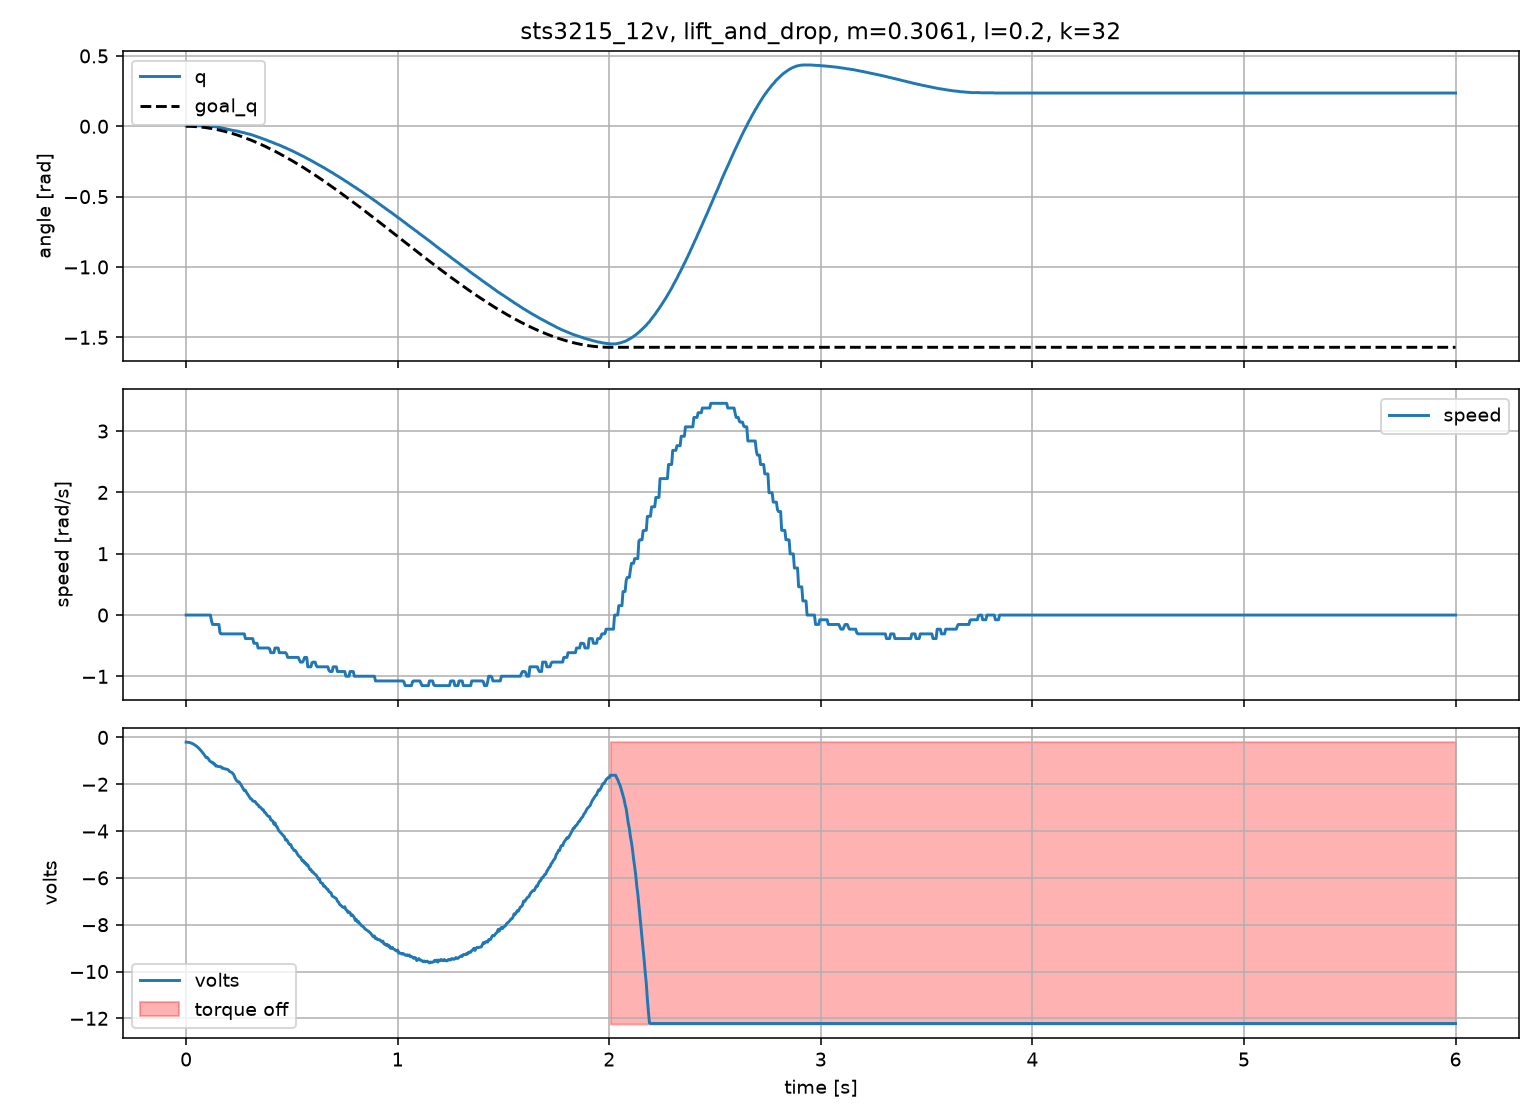 sts3215_12v, lift_and_drop, m=0.3061, l=0.2, k=32
0.5
0.0
−0.5
−1.0
−1.5
angle [rad]
q
goal_q
3
2
1
0
−1
speed [rad/s]
speed
0
−2
−4
−6
−8
−10
−12
volts
volts
torque off
0 1 2 3 4 5 6
time [s]